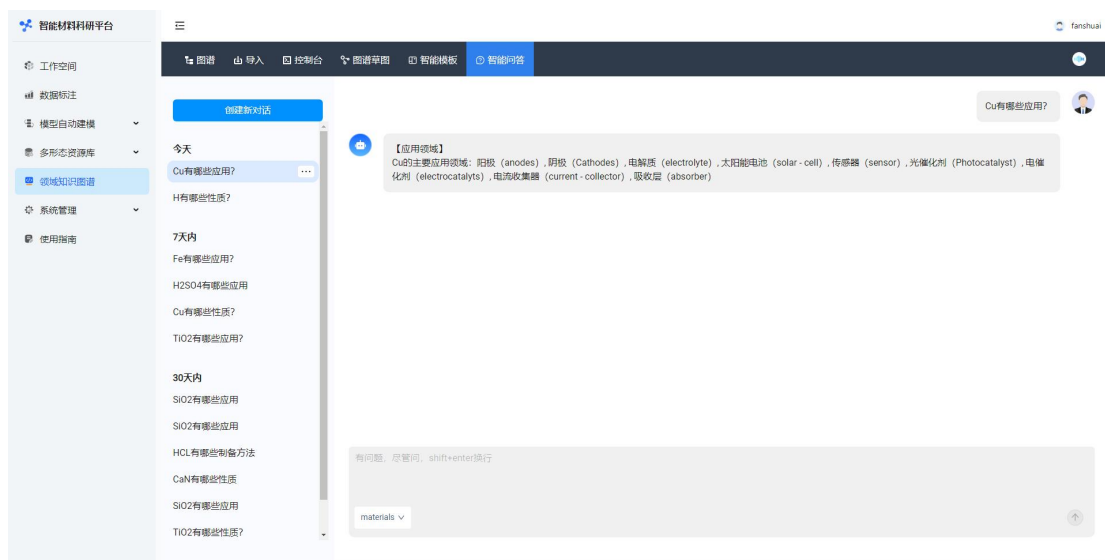 智能材料科研平台
fanshuai
工作空间
数据标注
模型自动建模
多形态资源库
领域知识图谱
系统管理
使用指南
图谱 导入 控制台 图谱草图 智能模板 智能问答
创建新对话
今天
Cu有哪些应用?
H有哪些性质?
7天内
Fe有哪些应用?
H2SO4有哪些应用
Cu有哪些性质?
TiO2有哪些应用?
30天内
SiO2有哪些应用
SiO2有哪些应用
HCL有哪些制备方法
CaN有哪些性质
SiO2有哪些应用
TiO2有哪些性质?
Cu有哪些应用?
【应用领域】
Cu的主要应用领域: 阳极 (anodes) , 阴极 (Cathodes) , 电解质 (electrolyte) , 太阳能电池 (solar - cell) , 传感器 (sensor) , 光催化剂 (Photocatalyst) , 电催
化剂 (electrocatalyts) , 电流收集器 (current - collector) , 吸收层 (absorber)
有问题, 尽管问, shift+enter换行
materials